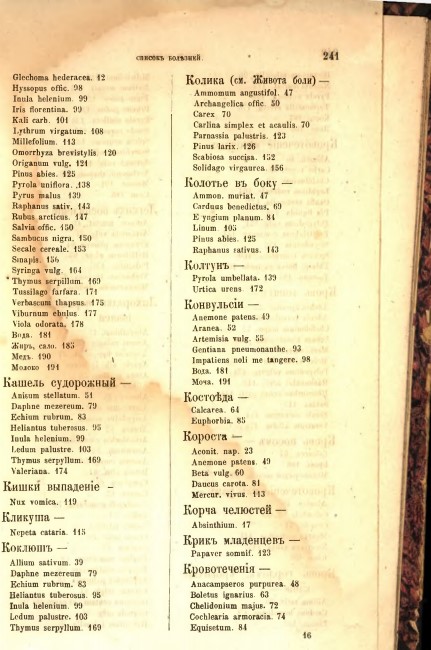 СПИСОКЪ БОЛѢЗНЕЙ
241
Glechoma hederacea. 42
Hyssopus offic. 98
Inula helenium. 99
Iris florentina. 99
Kali carb. 101
Lythrum virgatum. 108
Millefolium. 113
Omorrhyza brevistylis 120
Origanum vulg. 121
Pinus abies. 125
Pyrola uniflora. 138
Pyrus malus 139
Raphanus sativ. 143
Rubus arcticus. 147
Salvia offic. 150
Sambucus nigra. 150
Secale cereale. 153
Sinapis. 156
Syringa vulg. 164
Thymus serpillum. 169
Tussilago farfara. 171
Verbascum thapsus. 175
Viburnum ebulus. 177
Viola odorata. 178
Вода. 181
Жиръ, сало. 185
Медъ. 190
Молоко 191
Кашель судорожный —
Anisum stellatum. 51
Daphne mezereum. 79
Echium rubrum. 83
Heliantus tuberosus. 95
Inula helenium. 99
Ledum palustre. 103
Thymus serpyllum. 169
Valeriana. 174
Кишки выпаденіе –
Nux vomica. 119
Кликуша —
Nepeta cataria. 115
Коклюшъ —
Allium sativum. 39
Daphne mezereum 79
Echium rubrum. 83
Heliantus tuberosus. 95
Inula helenium. 99
Ledum palustre. 103
Thymus serpyllum. 169
Колика (см. Живота боли) —
Ammomum angustifol. 47
Archangelica offic. 50
Carex 70
Carlina simplex et acaulis. 70
Parnassia palustris. 123
Pinus larix. 126
Scabiosa succisa. 152
Solidago virgaurea. 156
Колотье въ боку —
Ammon. muriat. 47
Carduus benedictus. 69
E yngium planum. 84
Linum 105
Pinus abies. 125
Raphanus sativus. 143
Колтунъ —
Pyrola umbellata. 139
Urtica urens 172
Конвульсіи —
Anemone patens. 49
Aranea. 52
Artemisia vulg. 55
Gentiana pneumonanthe. 93
Impatiens noli me tangere. 98
Вода. 181
Моча. 191
Костоѣда —
Calcarea. 64
Euphorbia. 85
Короста —
Aconit. nap. 23
Anemone patens. 49
Beta vulg. 60
Daucus carota. 81
Mercur. vivus. 113
Корча челюстей —
Absinthium. 17
Крикъ младенцевъ —
Papaver somnif. 123
Кровотеченія —
Anacampseros purpurea. 48
Boletus igniarius. 63
Chelidonium majus. 72
Cochlearia armoracia. 74
Equisetum. 84
16